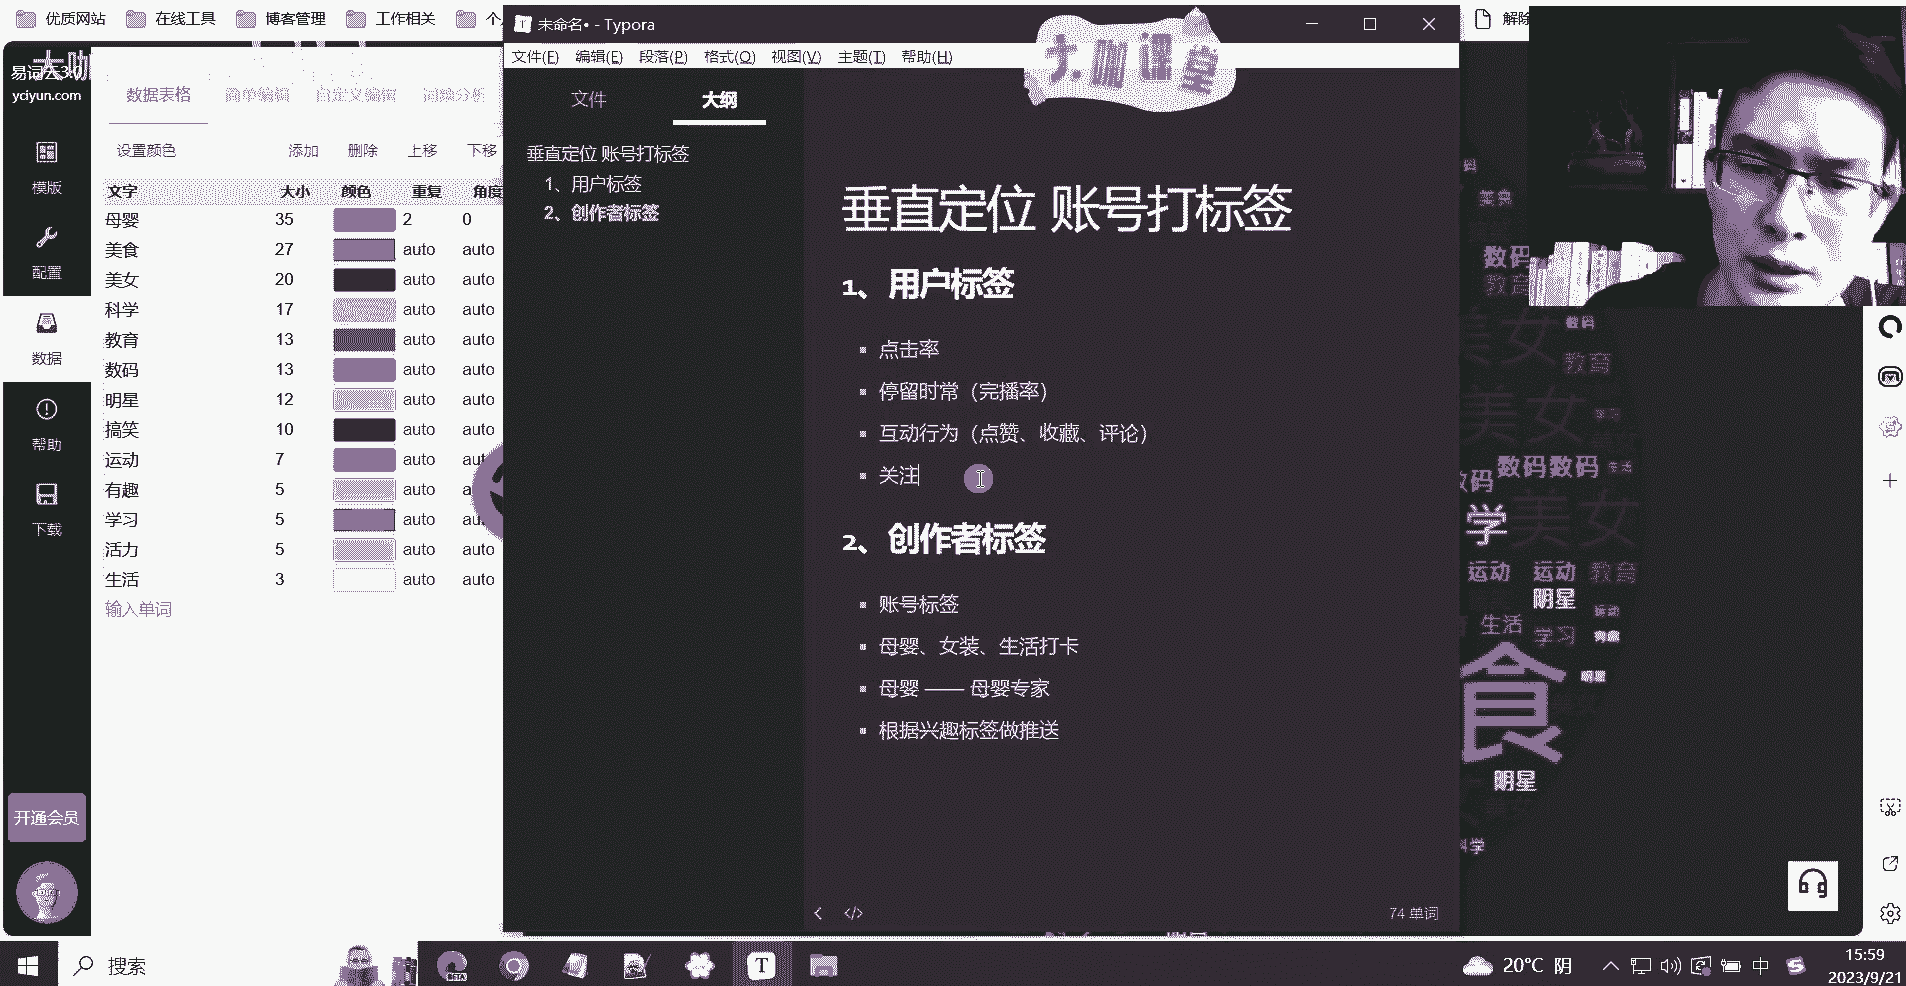 优质网站 在线工具 博客管理 工作相关
未命名• - Typora
文件(F) 编辑(E) 段落(P) 格式(O) 视图(V) 主题(T) 帮助(H)
大咖课堂
解除
易词云3.0
yciyun.com
数据表格 简单编辑 自定义编辑 词频分析
设置颜色 添加 删除 上移 下移
文字 大小 颜色 重复 角度
母婴 35 2 0
美食 27 auto auto
美女 20 auto auto
科学 17 auto auto
教育 13 auto auto
数码 13 auto auto
明星 12 auto auto
搞笑 10 auto auto
运动 7 auto
有趣 5 auto
学习 5 auto
活力 5 auto auto
生活 3 auto auto
输入单词
模版
配置
数据
帮助
下载
开通会员
文件 大纲
垂直定位 账号打标签
1、用户标签
2、创作者标签
垂直定位 账号打标签
1、用户标签
点击率
停留时常（完播率）
互动行为（点赞、收藏、评论）
关注
2、创作者标签
账号标签
母婴、女装、生活打卡
母婴 —— 母婴专家
根据兴趣标签做推送
74 单词
数码
教育
美女
数码
教育
美女
数码数码
学
美女
运动 运动 教育
明星
生活
学习
食
明星
科学
搜索
BETA
T
20°C 阴
中
15:59
2023/9/21